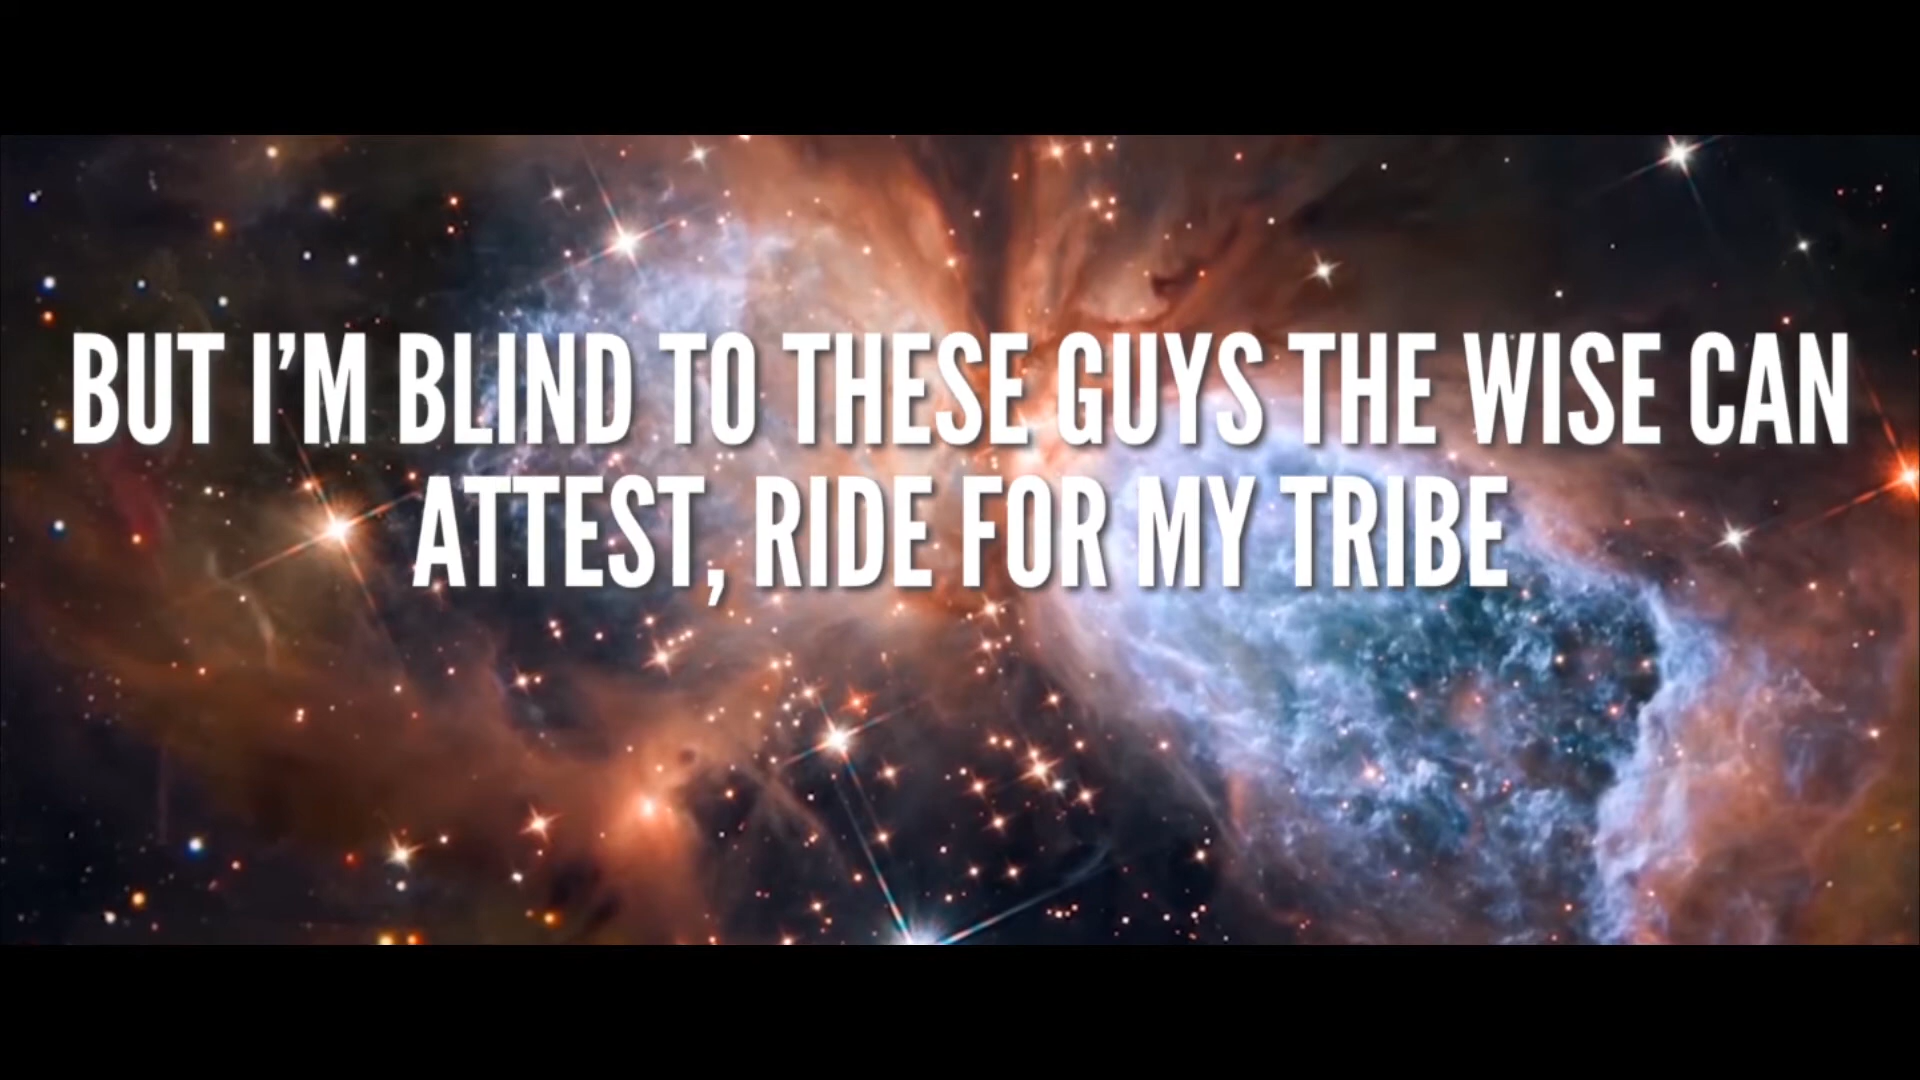 BUT I'M BLIND TO THESE GUYS THE WISE CAN
ATTEST, RIDE FOR MY TRIBE